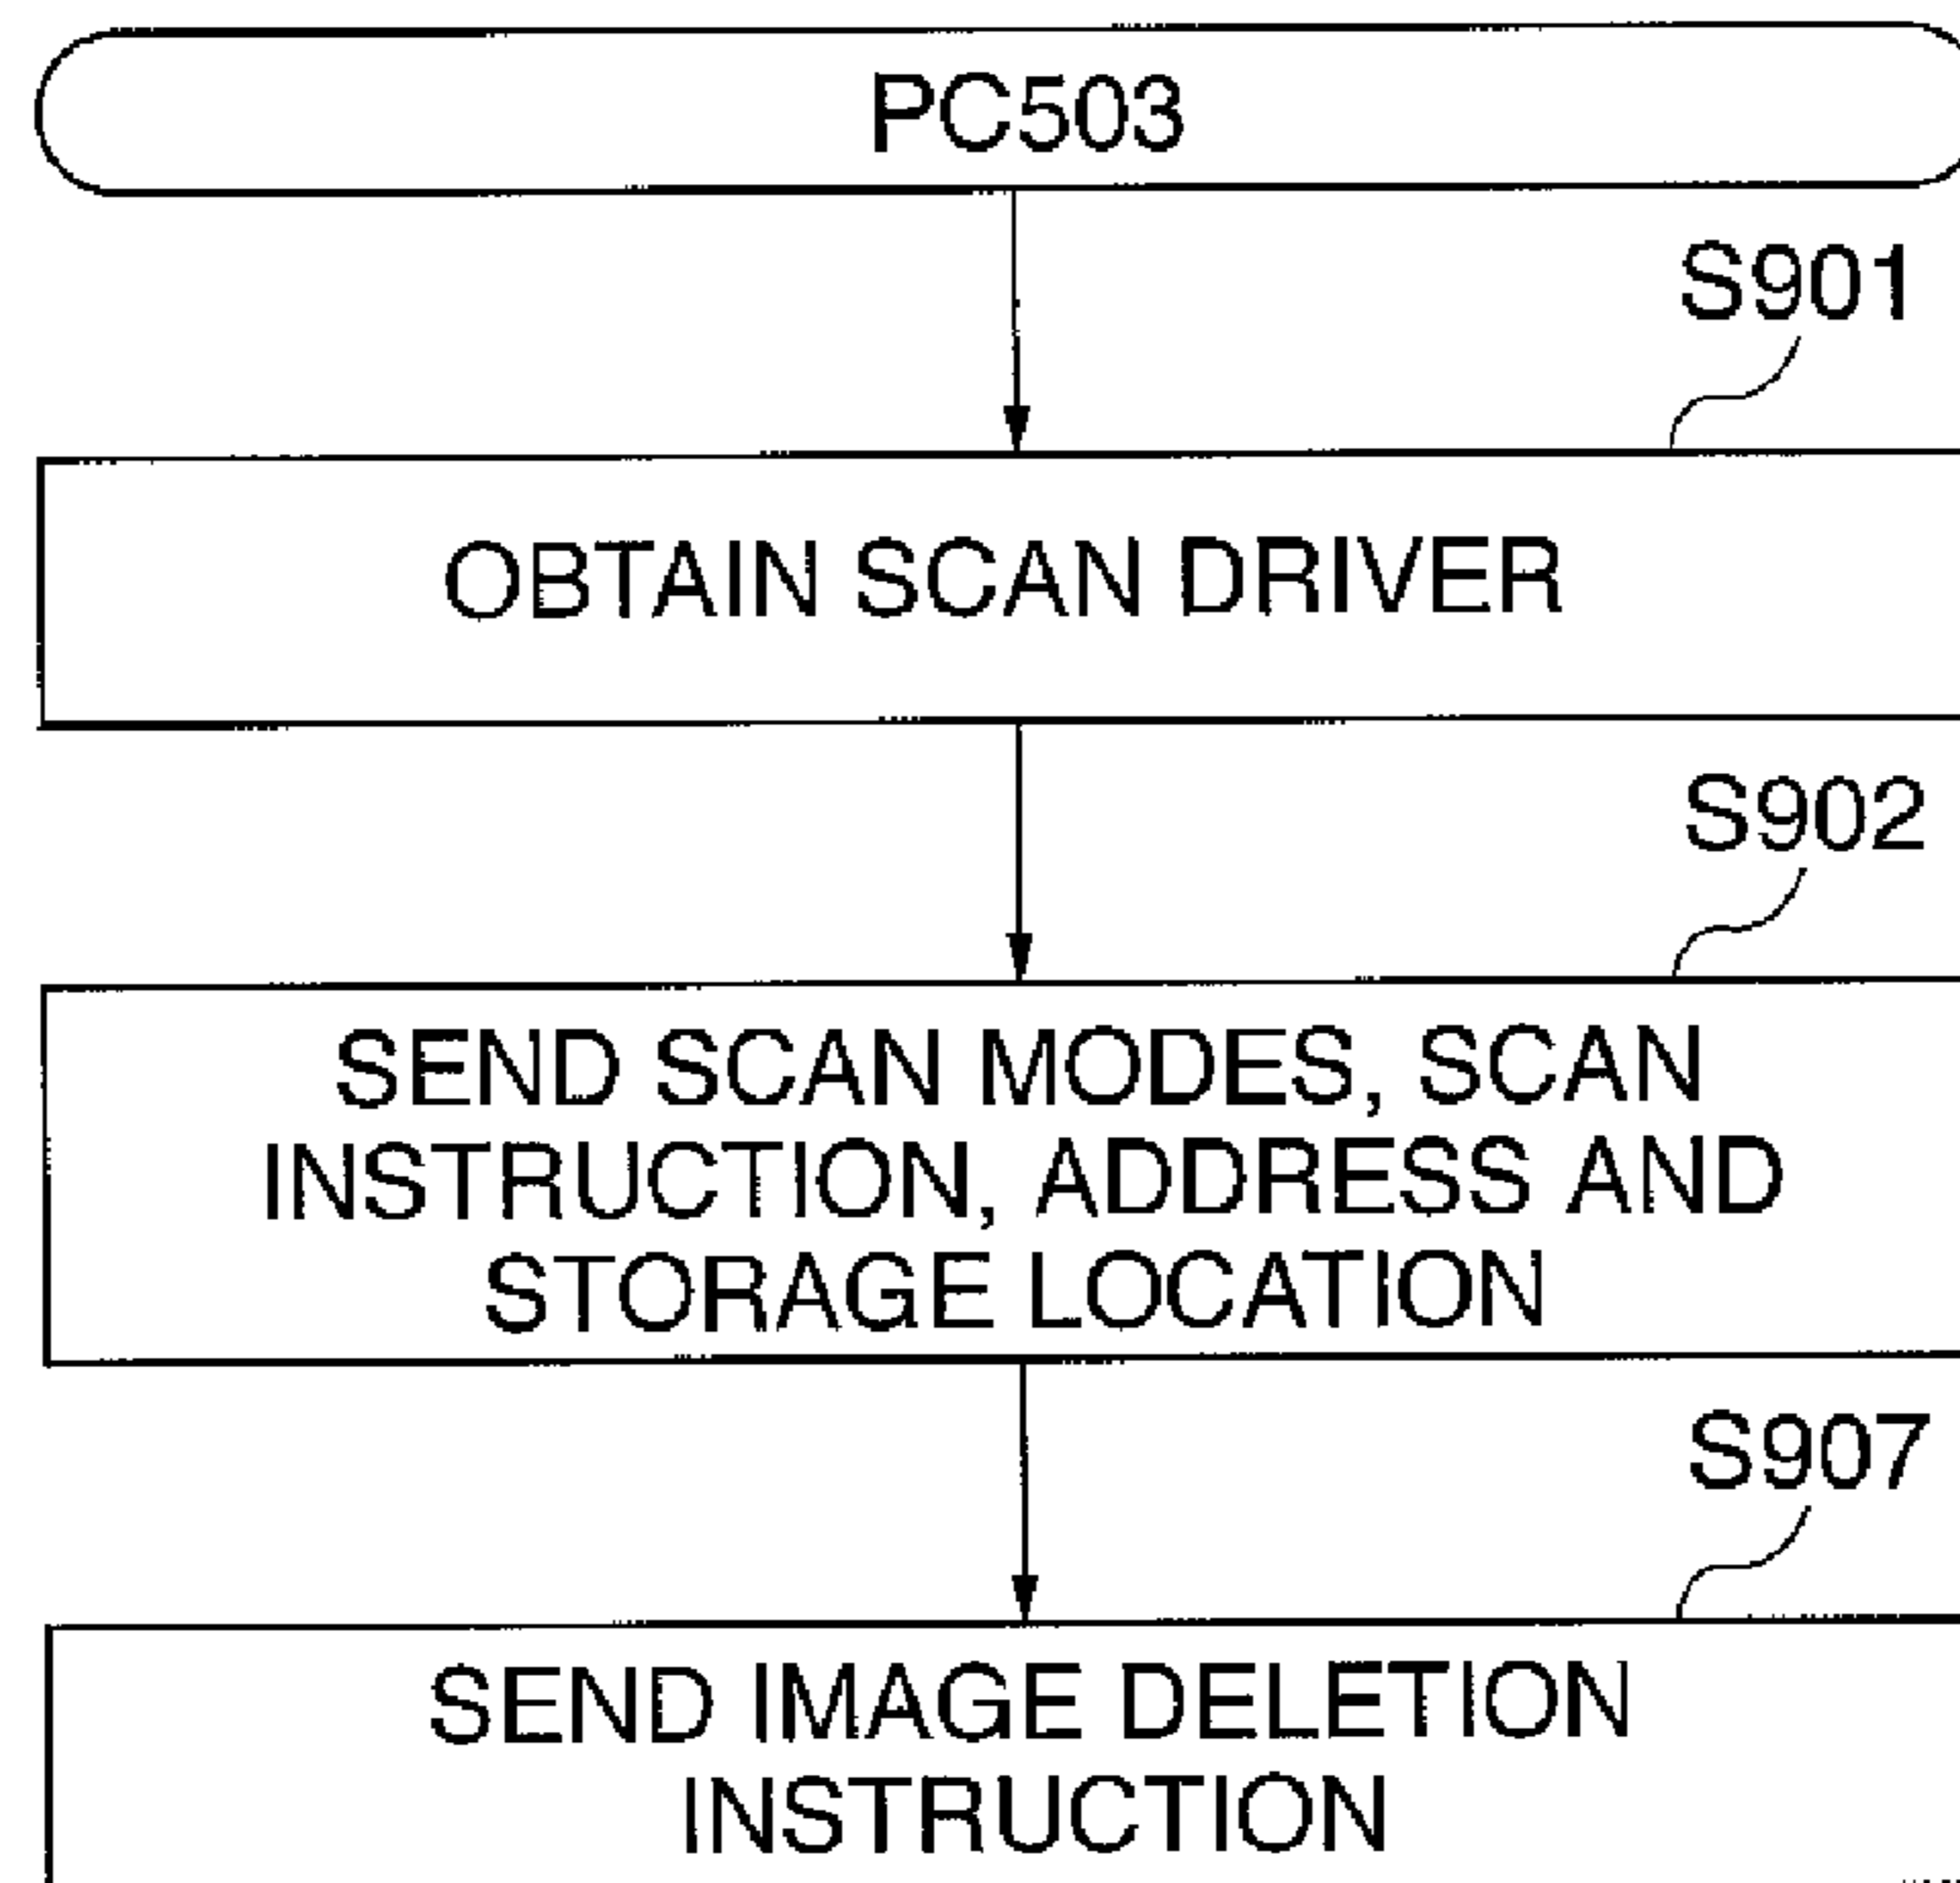 PC503
S901
OBTAIN SCAN DRIVER
S902
SEND SCAN MODES, SCAN
INSTRUCTION, ADDRESS AND
STORAGE LOCATION
S907
SEND IMAGE DELETION
INSTRUCTION